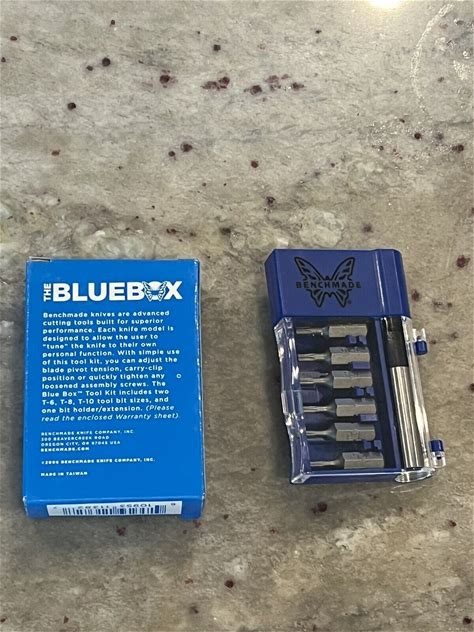 THE BLUEBOX
Benchmade knives are advanced
cutting tools built for superior
performance. Each knife model is
designed to allow the user to
"tune" the knife to their own
personal function. With simple use
of this tool kit, you can adjust the
blade pivot tension, carry-clip
position or quickly tighten any
loosened assembly screws. The
Blue Box™ Tool Kit includes two
T-6, T-8, T-10 tool bit sizes, and
one bit holder/extension. (Please
read the enclosed Warranty sheet).
BENCHMADE KNIFE COMPANY, INC.
300 BEAVERCREEK ROAD
OREGON CITY, OR 97045 USA
BENCHMADE.COM
BENCHMADE KNIFE COMPANY, INC.
MADE IN TAIWAN
BENCHMADE
®